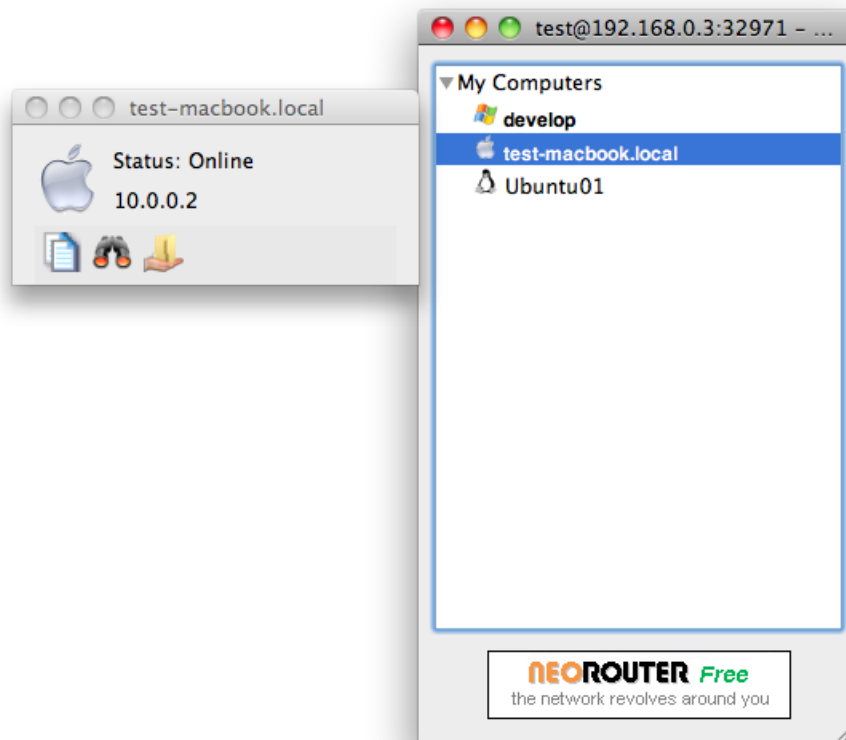 test-macbook.local
Status: Online
10.0.0.2
test@192.168.0.3:32971 – ...
My Computers
develop
test-macbook.local
Ubuntu01
NEOROUTER Free
the network revolves around you